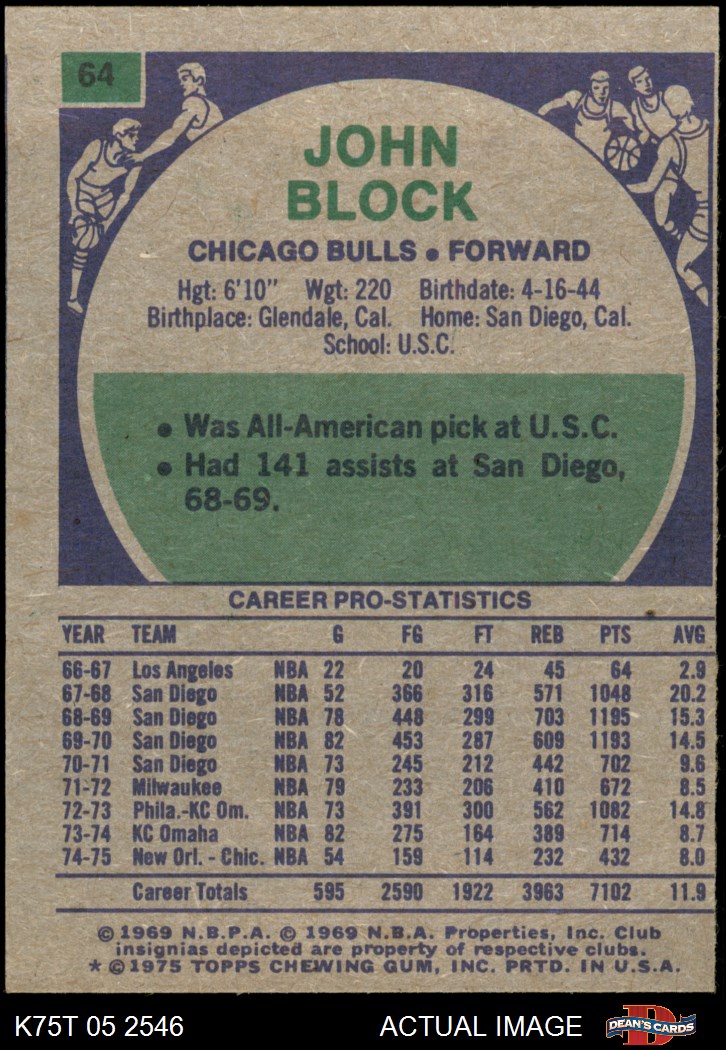 64
JOHN
BLOCK
CHICAGO BULLS • FORWARD
Hgt: 6'10" Wgt: 220 Birthdate: 4-16-44
Birthplace: Glendale, Cal. Home: San Diego, Cal.
School: U.S.C.
• Was All-American pick at U.S.C.
• Had 141 assists at San Diego,
68-69.
CAREER PRO-STATISTICS
YEAR TEAM G FG FT REB PTS AVG
66-67 Los Angeles NBA 22 20 24 45 64 2.9
67-68 San Diego NBA 52 366 316 571 1048 20.2
68-69 San Diego NBA 78 448 299 703 1195 15.3
69-70 San Diego NBA 82 453 287 609 1193 14.5
70-71 San Diego NBA 73 245 212 442 702 9.6
71-72 Milwaukee NBA 79 233 206 410 672 8.5
72-73 Phila.-KC Om. NBA 73 391 300 562 1082 14.8
73-74 KC Omaha NBA 82 275 164 389 714 8.7
74-75 New Orl. - Chic. NBA 54 159 114 232 432 8.0
Career Totals 595 2590 1922 3963 7102 11.9
© 1969 N.B.P.A. © 1969 N.B.A. Properties, Inc. Club
insignias depicted are property of respective clubs.
* © 1975 TOPPS CHEWING GUM, INC. PRTD. IN U.S.A.
K75T 05 2546 ACTUAL IMAGE D DEAN'S CARDS